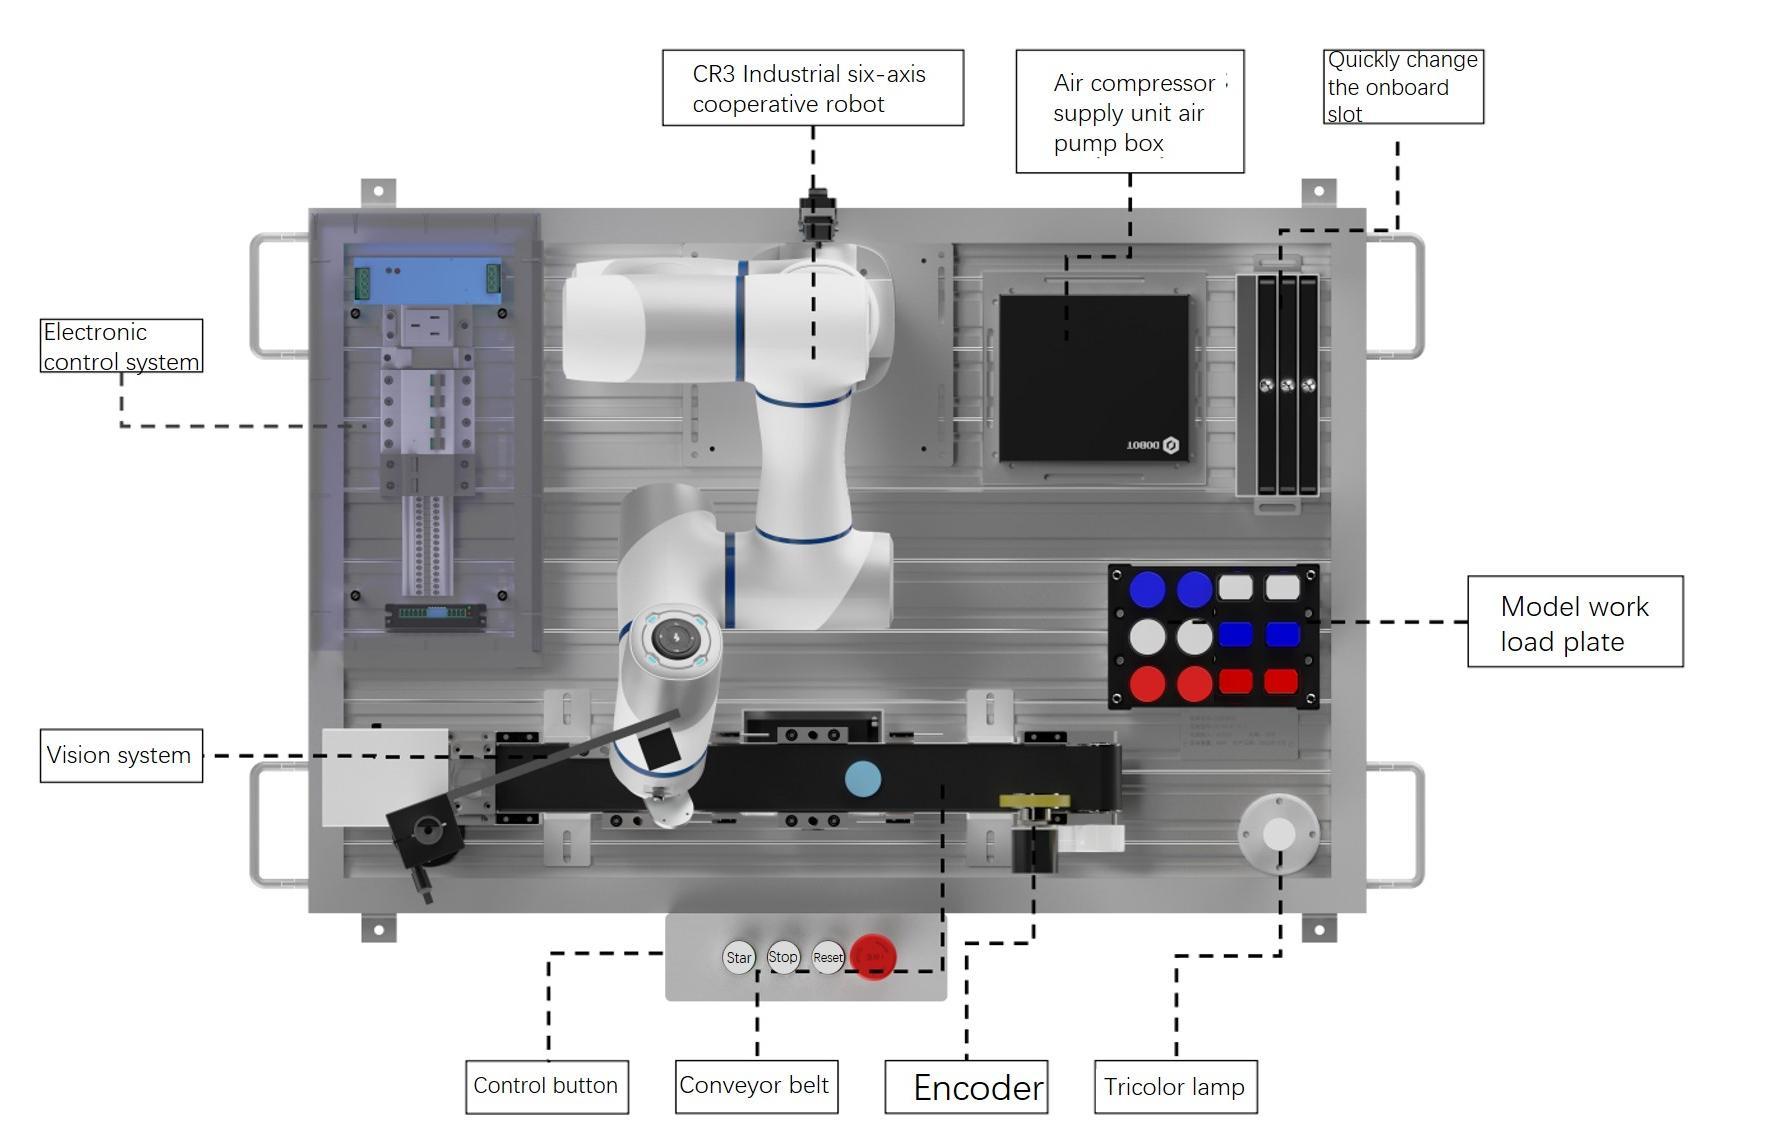 CR3 Industrial six-axis
cooperative robot
Air compressor
supply unit air
pump box
Quickly change
the onboard
slot
Electronic
control system
DOBOT
Model work
load plate
Vision system
Star
Stop
Reset
Control button
Conveyor belt
Encoder
Tricolor lamp